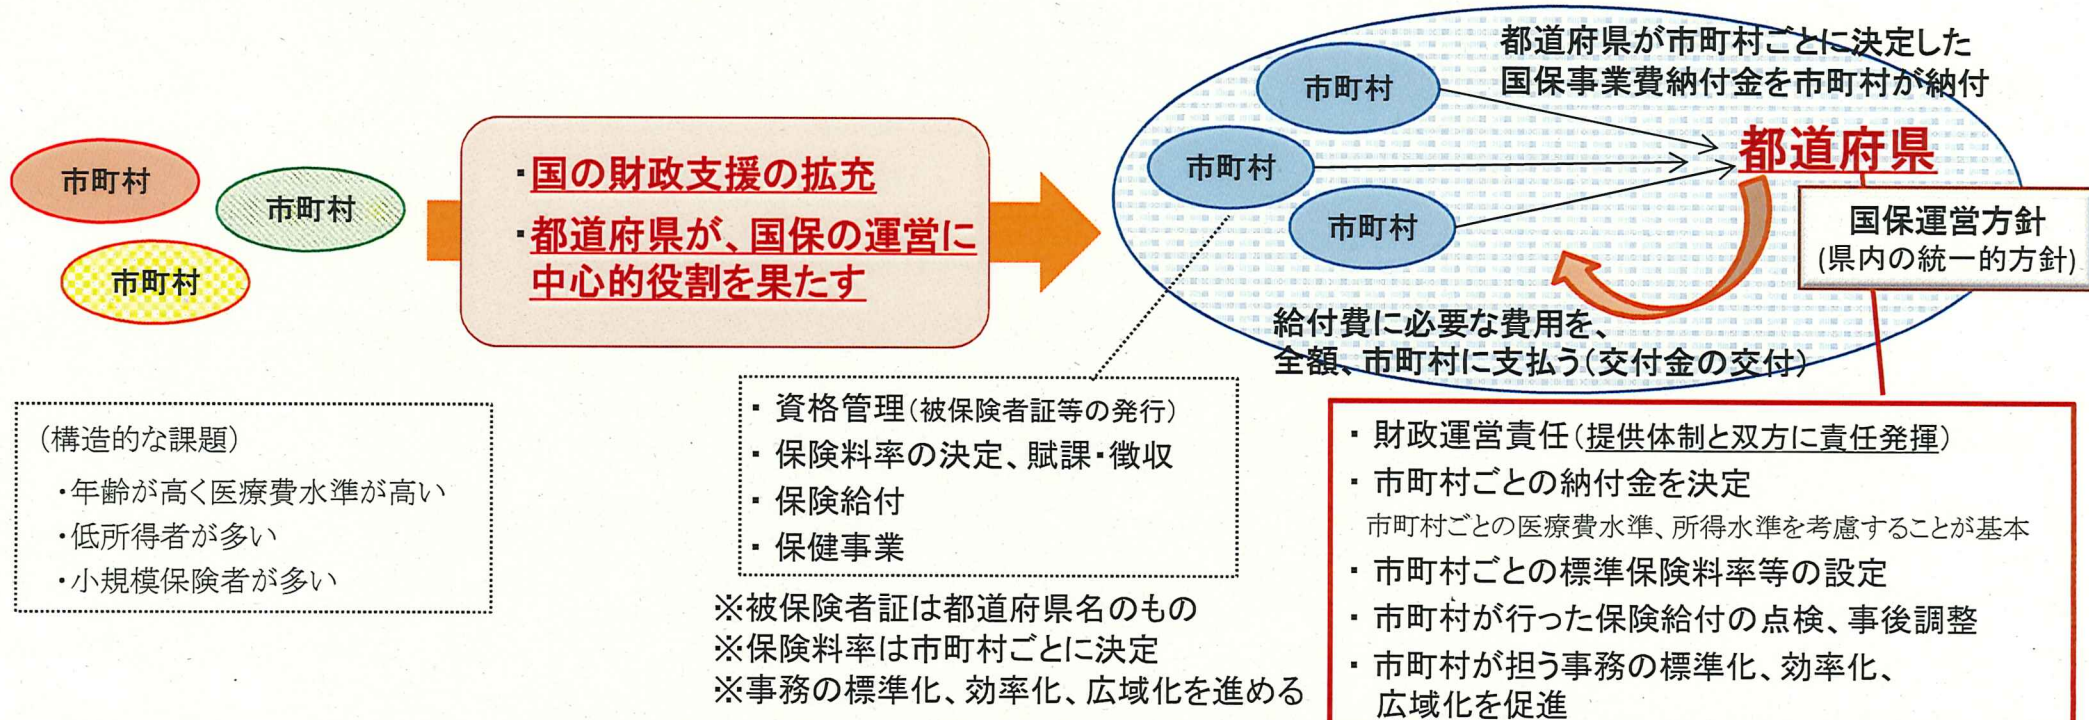 市町村
市町村
市町村
(構造的な課題)
・年齢が高く医療費水準が高い
・低所得者が多い
・小規模保険者が多い
・国の財政支援の拡充
・都道府県が、国保の運営に
中心的役割を果たす
都道府県が市町村ごとに決定した
国保事業費納付金を市町村が納付
市町村
市町村
市町村
都道府県
国保運営方針
(県内の統一的方針)
給付費に必要な費用を、
全額、市町村に支払う(交付金の交付)
・ 資格管理(被保険者証等の発行)
・ 保険料率の決定、賦課・徴収
・ 保険給付
・ 保健事業
※被保険者証は都道府県名のもの
※保険料率は市町村ごとに決定
※事務の標準化、効率化、広域化を進める
・ 財政運営責任(提供体制と双方に責任発揮)
・ 市町村ごとの納付金を決定
市町村ごとの医療費水準、所得水準を考慮することが基本
・ 市町村ごとの標準保険料率等の設定
・ 市町村が行った保険給付の点検、事後調整
・ 市町村が担う事務の標準化、効率化、
広域化を促進